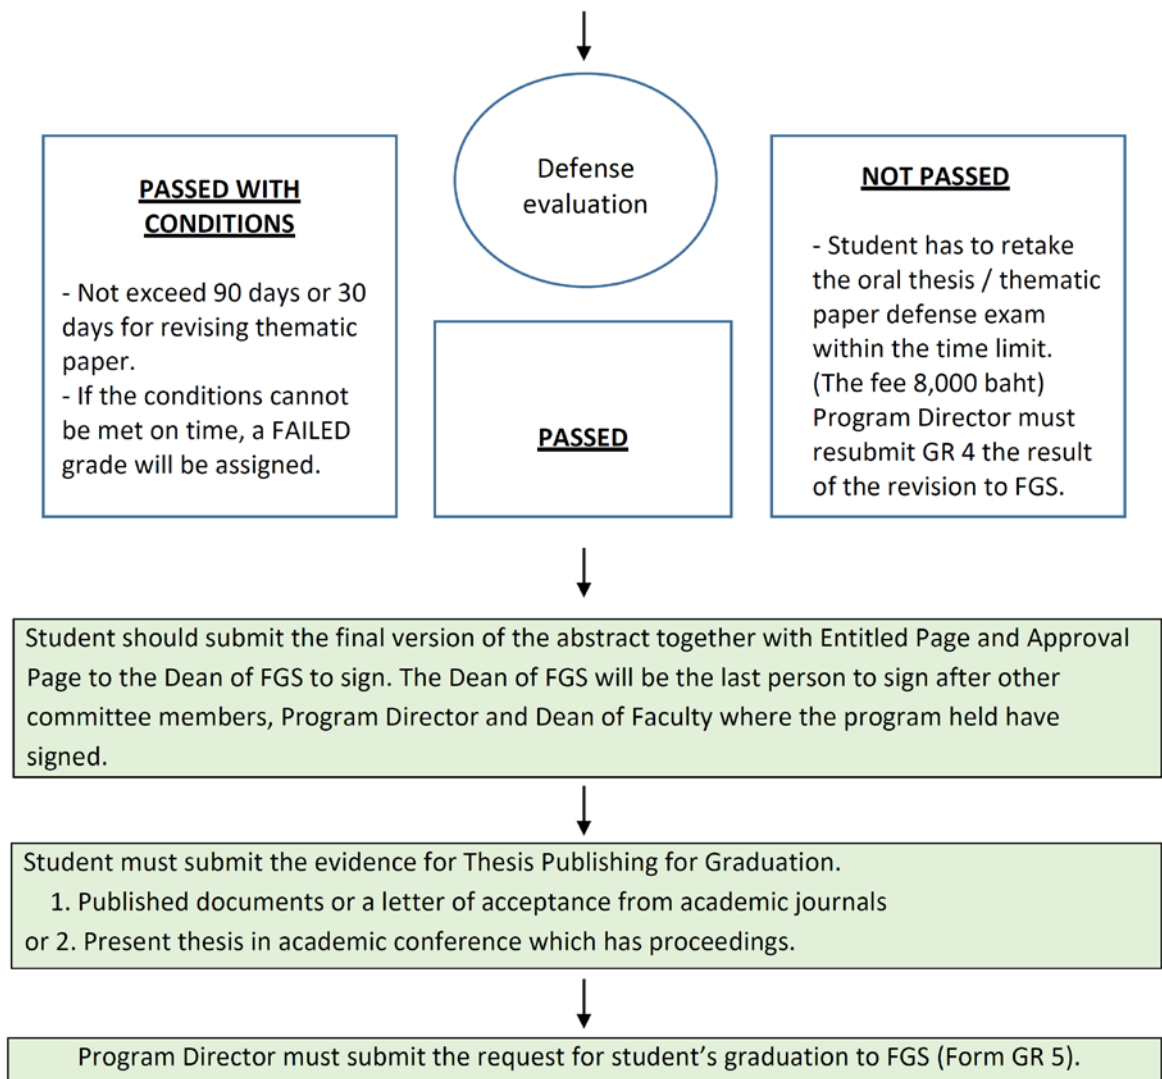 Defense
evaluation
PASSED WITH
CONDITIONS
- Not exceed 90 days or 30
days for revising thematic
paper.
- If the conditions cannot
be met on time, a FAILED
grade will be assigned.
PASSED
NOT PASSED
- Student has to retake
the oral thesis / thematic
paper defense exam
within the time limit.
(The fee 8,000 baht)
Program Director must
resubmit GR 4 the result
of the revision to FGS.
Student should submit the final version of the abstract together with Entitled Page and Approval
Page to the Dean of FGS to sign. The Dean of FGS will be the last person to sign after other
committee members, Program Director and Dean of Faculty where the program held have
signed.
Student must submit the evidence for Thesis Publishing for Graduation.
1. Published documents or a letter of acceptance from academic journals
or 2. Present thesis in academic conference which has proceedings.
Program Director must submit the request for student’s graduation to FGS (Form GR 5).